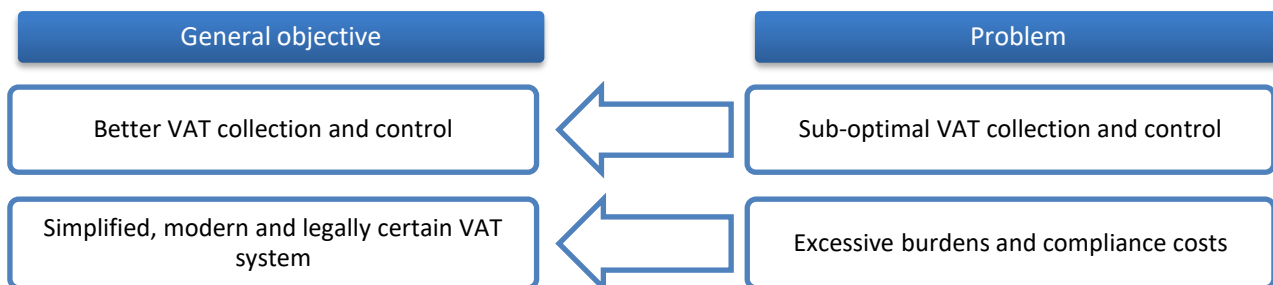 General objective
Problem
Better VAT collection and control
Sub-optimal VAT collection and control
Simplified, modern and legally certain VAT
system
Excessive burdens and compliance costs